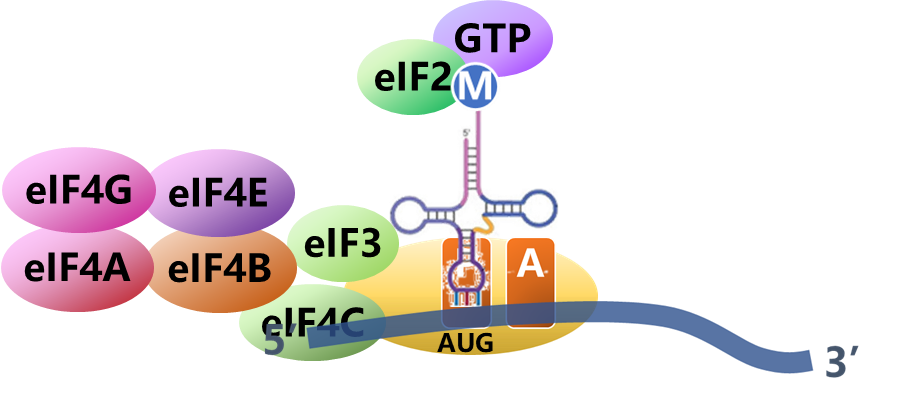 GTP
eIF2
M
5'
eIF4G
eIF4E
eIF3
eIF4A
eIF4B
A
eIF4C
5′
AUG
3′